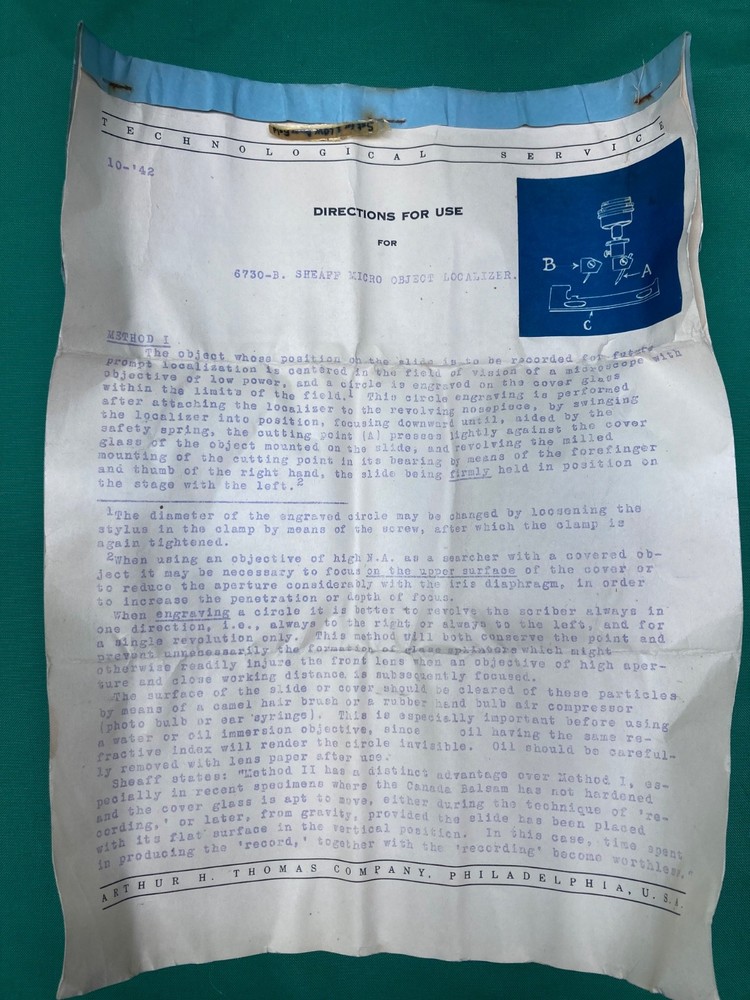 TECHNOLOGICAL SERVICE
10-'42
DIRECTIONS FOR USE
FOR
6730-B. SHEAFF MICRO OBJECT LOCALIZER.
B
A
C
METHOD I
The object whose position on the slide is to be recorded for future
prompt localization is centered in the field of vision of a microscope with
objective of low power, and a circle is engraved on the cover glass
within the limits of the field.1 This circle engraving is performed
after attaching the localizer to the revolving nosepiece, by swinging
the localizer into position, focusing downward until, aided by the
safety spring, the cutting point (A) presses lightly against the cover
glass of the object mounted on the slide, and revolving the milled
mounting of the cutting point in its bearing by means of the forefinger
and thumb of the right hand, the slide being firmly held in position on
the stage with the left.2
1The diameter of the engraved circle may be changed by loosening the
stylus in the clamp by means of the screw, after which the clamp is
again tightened.
2When using an objective of high N.A. as a searcher with a covered ob-
ject it may be necessary to focus on the upper surface of the cover or
to reduce the aperture considerably with the iris diaphragm, in order
to increase the penetration or depth of focus.
When engraving a circle it is better to revolve the scriber always in
one direction, i.e., always to the right or always to the left, and for
a single revolution only. This method will both conserve the point and
prevent unnecessarily the formation of glass splinters which might
otherwise readily injure the front lens when an objective of high aper-
ture and close working distance is subsequently focused.
The surface of the slide or cover should be cleared of these particles
by means of a camel hair brush or a rubber hand bulb air compressor
(photo bulb or ear syringe). This is especially important before using
a water or oil immersion objective, since oil having the same re-
fractive index will render the circle invisible. Oil should be careful-
ly removed with lens paper after use.
Sheaff states: "Method II has a distinct advantage over Method I, es-
pecially in recent specimens where the Canada Balsam has not hardened
and the cover glass is apt to move, either during the technique of 're-
cording,' or later, from gravity, provided the slide has been placed
with its flat surface in the vertical position. In this case, time spent
in producing the 'record,' together with the 'recording' become worthless."
ARTHUR H. THOMAS COMPANY, PHILADELPHIA, U.S.A.